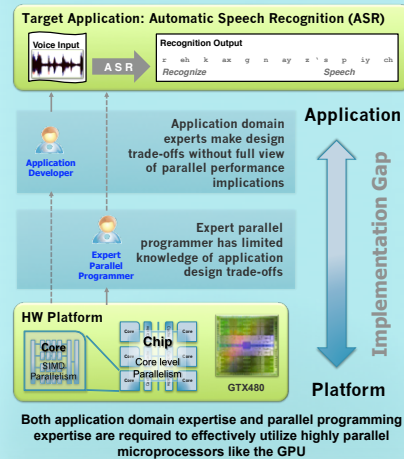 Target Application: Automatic Speech Recognition (ASR)
Voice Input
ASR
Recognition Output
r eh k ax g n ay z ' s p iy ch
Recognize Speech
Application
Application
Developer
Application domain
experts make design
trade-offs without full view
of parallel performance
implications
Implementation Gap
Expert
Parallel
Programmer
Expert parallel
programmer has limited
knowledge of application
design trade-offs
HW Platform
Core
SIMD
Parallelism
Core Core Core Core
Chip
Core level
Parallelism
Core Core
Core Core Core Core
GTX480
Platform
Both application domain expertise and parallel programming
expertise are required to effectively utilize highly parallel
microprocessors like the GPU